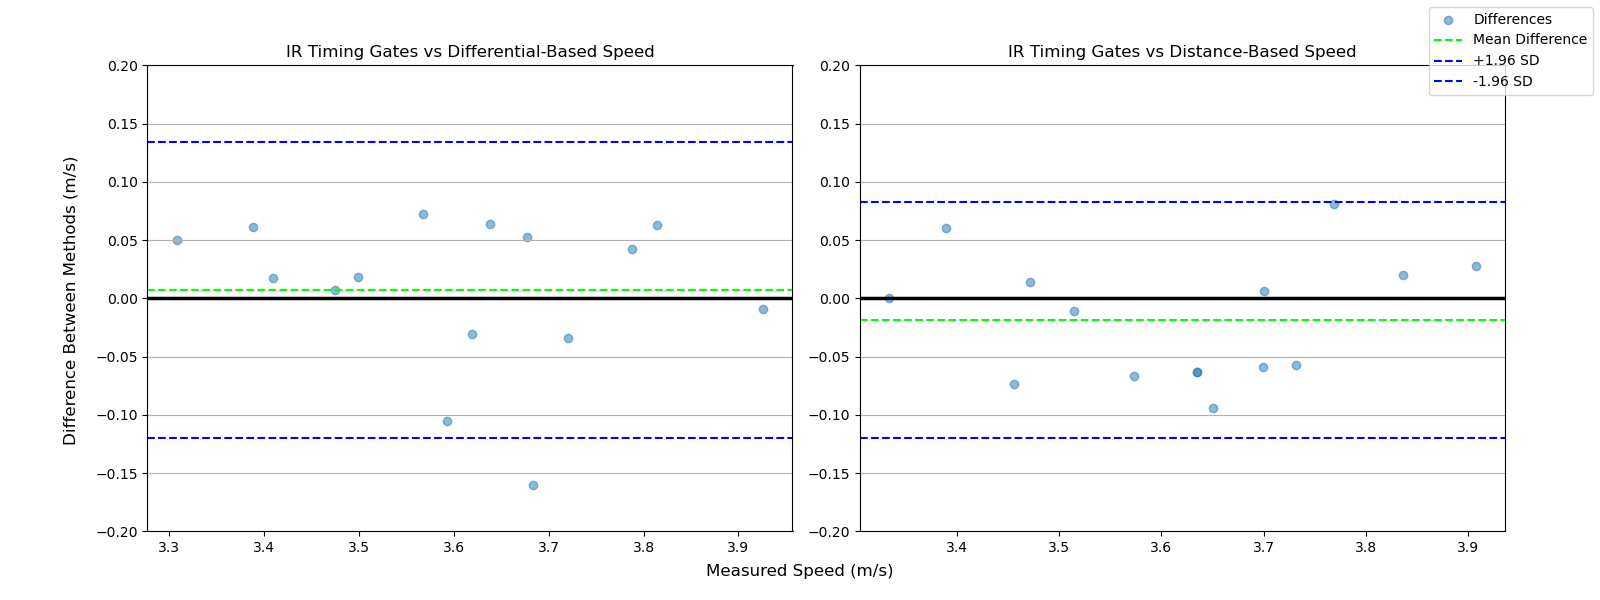 Differences
Mean Difference
+1.96 SD
-1.96 SD
IR Timing Gates vs Differential-Based Speed
IR Timing Gates vs Distance-Based Speed
Difference Between Methods (m/s)
0.20
0.15
0.10
0.05
0.00
−0.05
−0.10
−0.15
−0.20
3.3 3.4 3.5 3.6 3.7 3.8 3.9
0.20
0.15
0.10
0.05
0.00
−0.05
−0.10
−0.15
−0.20
3.4 3.5 3.6 3.7 3.8 3.9
Measured Speed (m/s)